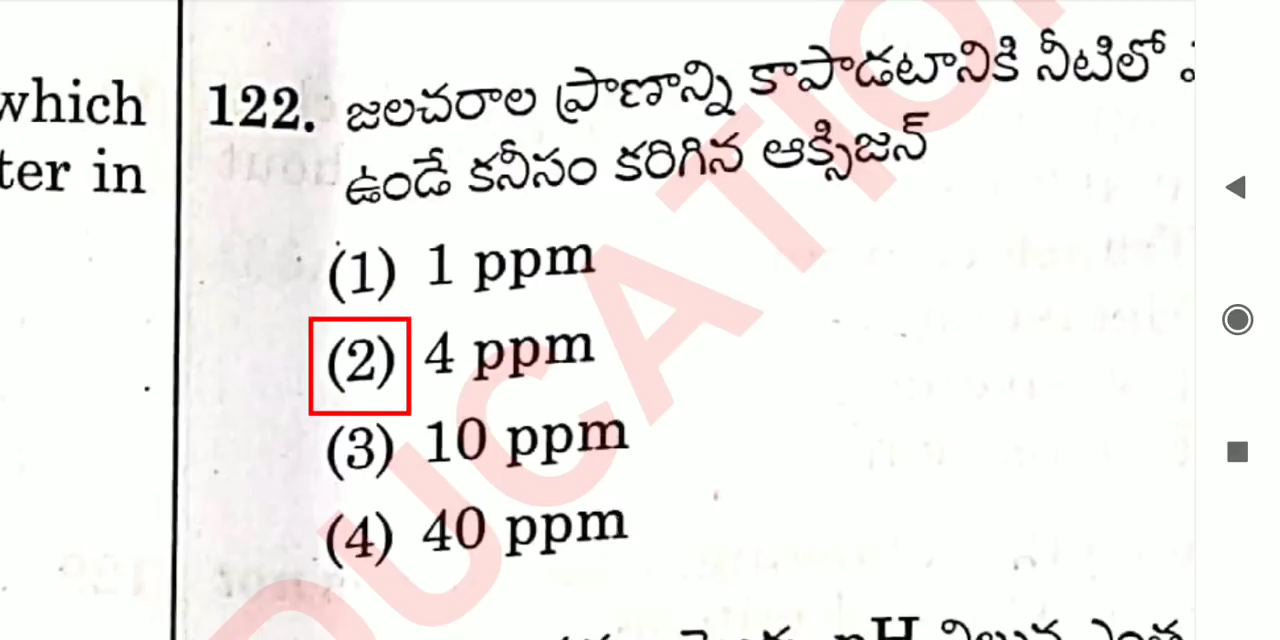 which
ter in
122. జలచరాల ప్రాణాన్ని కాపాడటానికి నీటిలో
ఉండే కనీసం కరిగిన ఆక్సిజన్
(1) 1 ppm
(2) 4 ppm
(3) 10 ppm
(4) 40 ppm
DUCATION